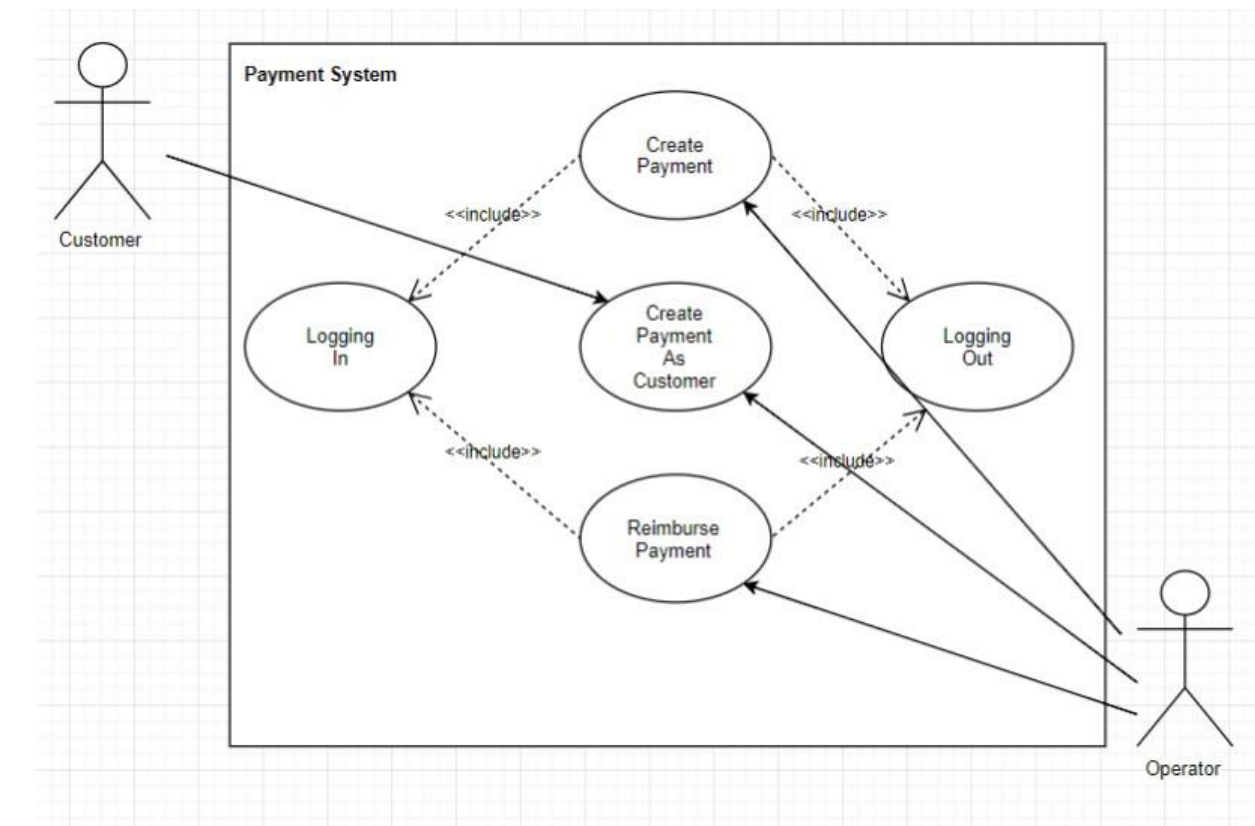 Payment System
Create
Payment
<<include>>
<<include>>
Customer
Logging
In
Create
Payment
As
Customer
Logging
Out
<<include>>
<<include>>
Reimburse
Payment
Operator